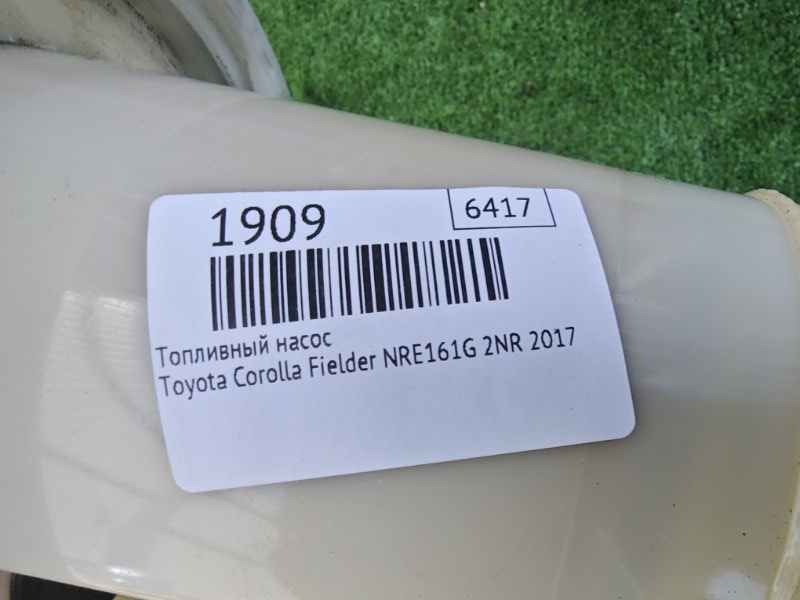 1909
6417
Топливный насос
Toyota Corolla Fielder NRE161G 2NR 2017